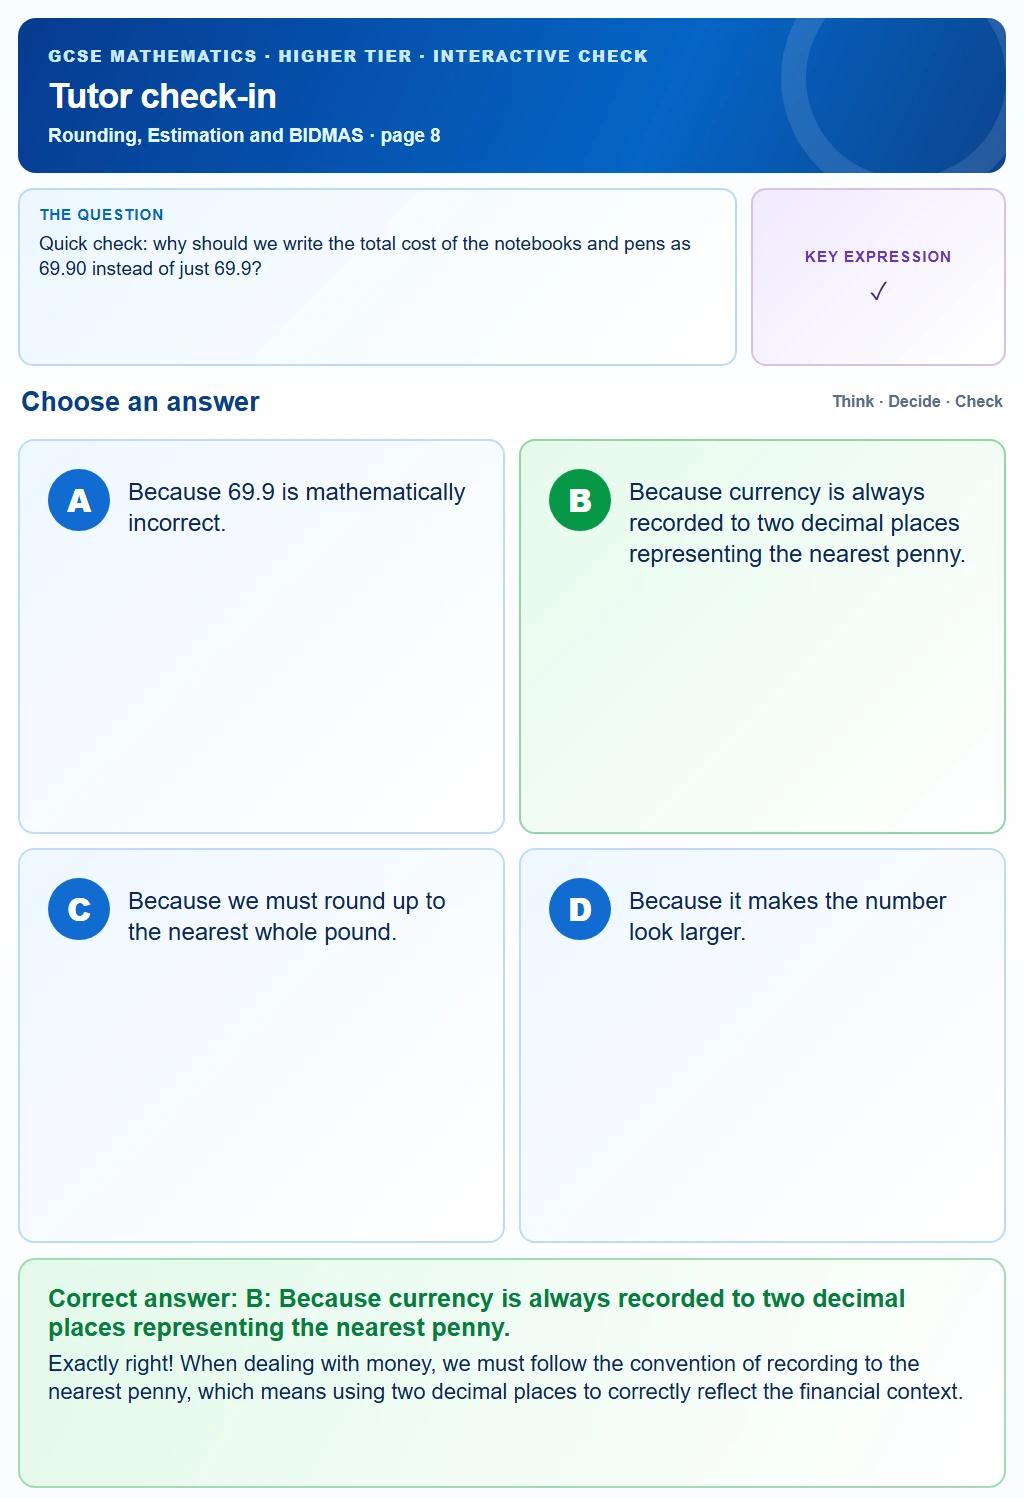 GCSE MATHEMATICS · HIGHER TIER · INTERACTIVE CHECK
Tutor check-in
Rounding, Estimation and BIDMAS · page 8
THE QUESTION
Quick check: why should we write the total cost of the notebooks and pens as
69.90 instead of just 69.9?
KEY EXPRESSION
✓
Choose an answer
Think · Decide · Check
A
Because 69.9 is mathematically
incorrect.
B
Because currency is always
recorded to two decimal places
representing the nearest penny.
C
Because we must round up to
the nearest whole pound.
D
Because it makes the number
look larger.
Correct answer: B: Because currency is always recorded to two decimal
places representing the nearest penny.
Exactly right! When dealing with money, we must follow the convention of recording to the
nearest penny, which means using two decimal places to correctly reflect the financial context.